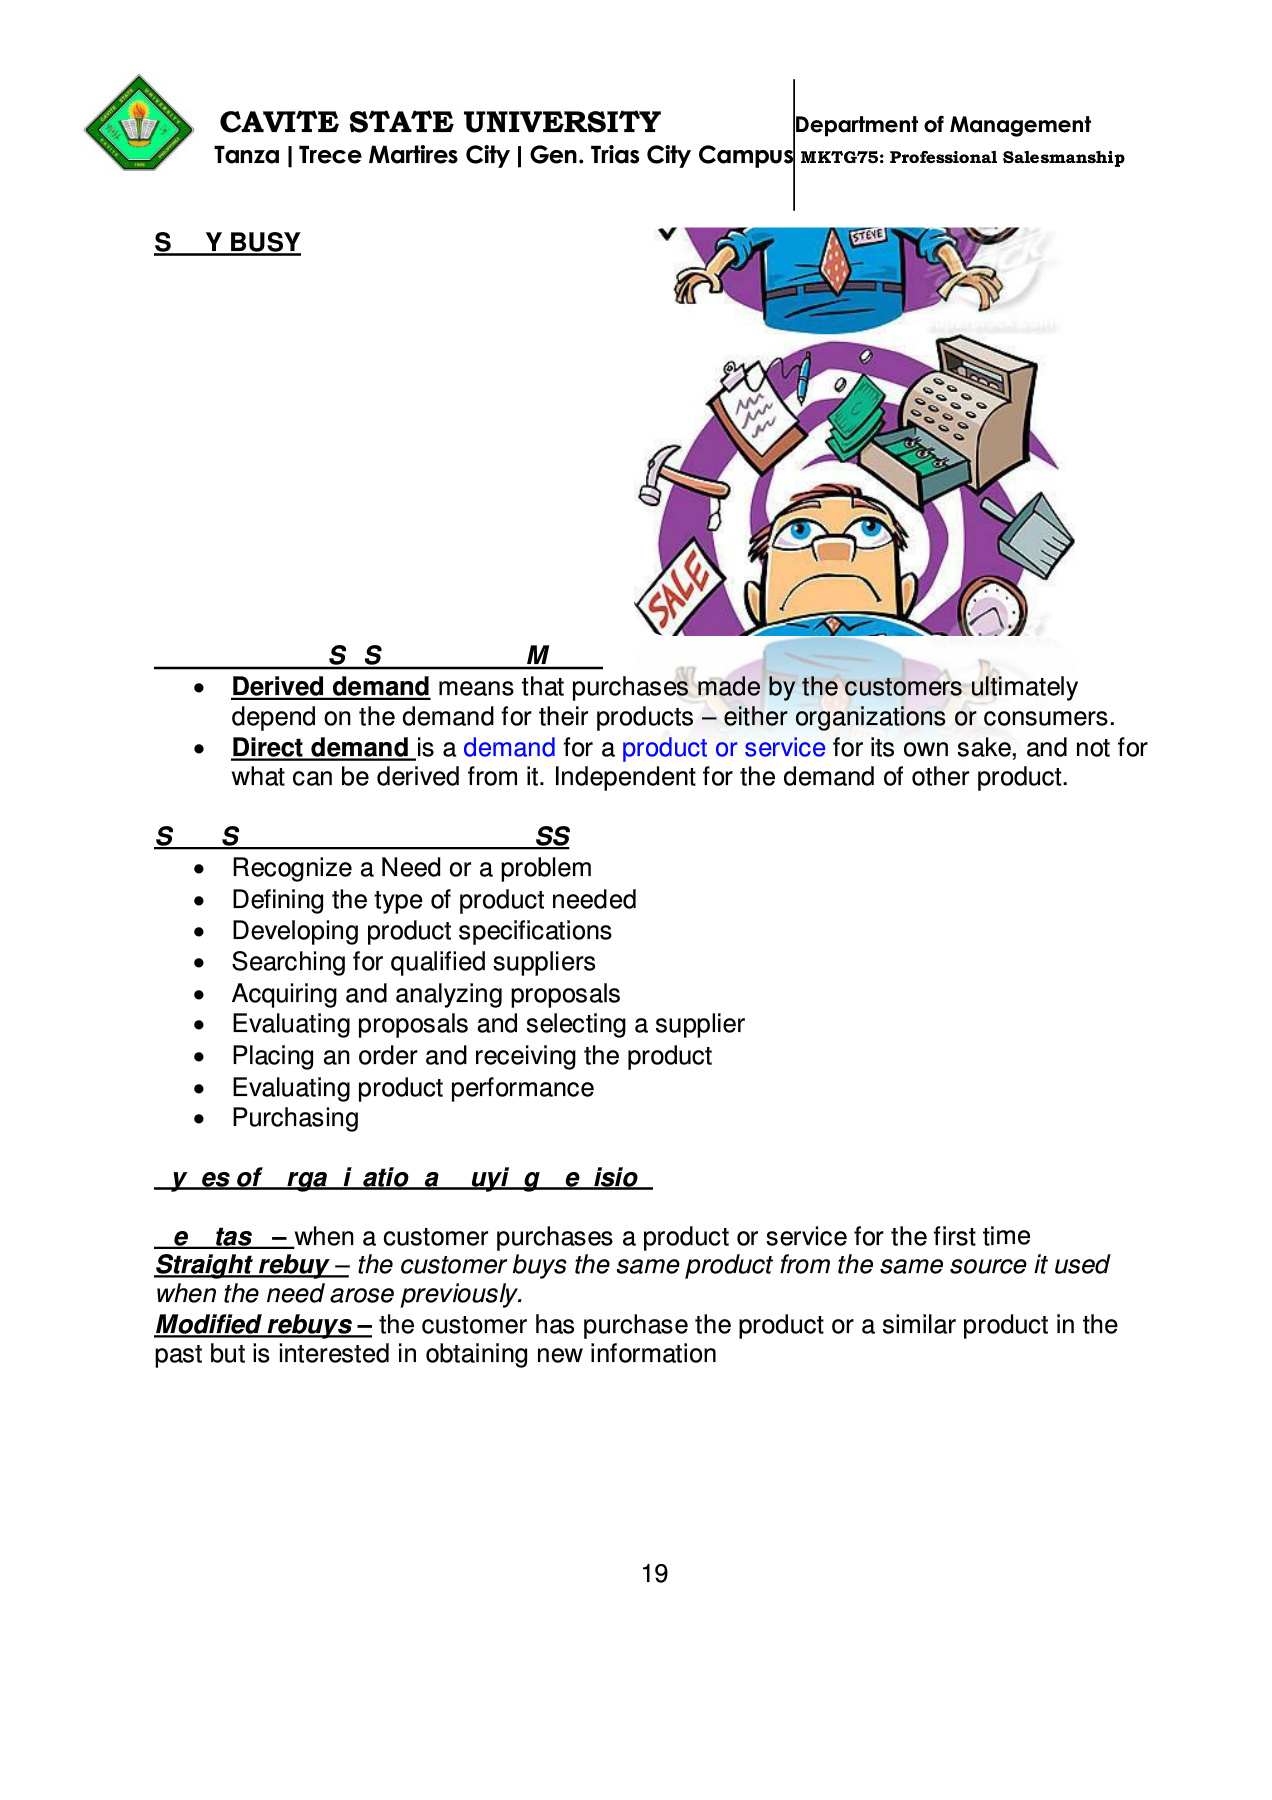 CAVITE STATE UNIVERSITY
Tanza | Trece Martires City | Gen. Trias City Campus
Department of Management
MKTG75: Professional Salesmanship
S Y BUSY
STEVE
SALE
S S M
• Derived demand means that purchases made by the customers ultimately
depend on the demand for their products – either organizations or consumers.
• Direct demand is a demand for a product or service for its own sake, and not for
what can be derived from it. Independent for the demand of other product.
S S SS
• Recognize a Need or a problem
• Defining the type of product needed
• Developing product specifications
• Searching for qualified suppliers
• Acquiring and analyzing proposals
• Evaluating proposals and selecting a supplier
• Placing an order and receiving the product
• Evaluating product performance
• Purchasing
y es of rga i atio a uyi g e isio
e tas – when a customer purchases a product or service for the first time
Straight rebuy – the customer buys the same product from the same source it used
when the need arose previously.
Modified rebuys – the customer has purchase the product or a similar product in the
past but is interested in obtaining new information
19